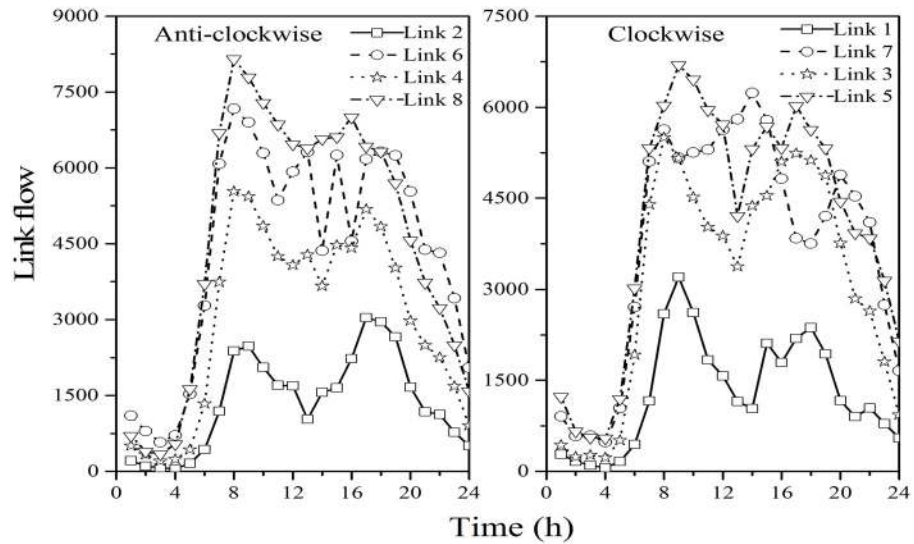 Link flow
9000
7500
6000
4500
3000
1500
0
Anti-clockwise
Link 2
Link 6
Link 4
Link 8
0 4 8 12 16 20 24
7500
6000
4500
3000
1500
0
Clockwise
Link 1
Link 7
Link 3
Link 5
0 4 8 12 16 20 24
Time (h)